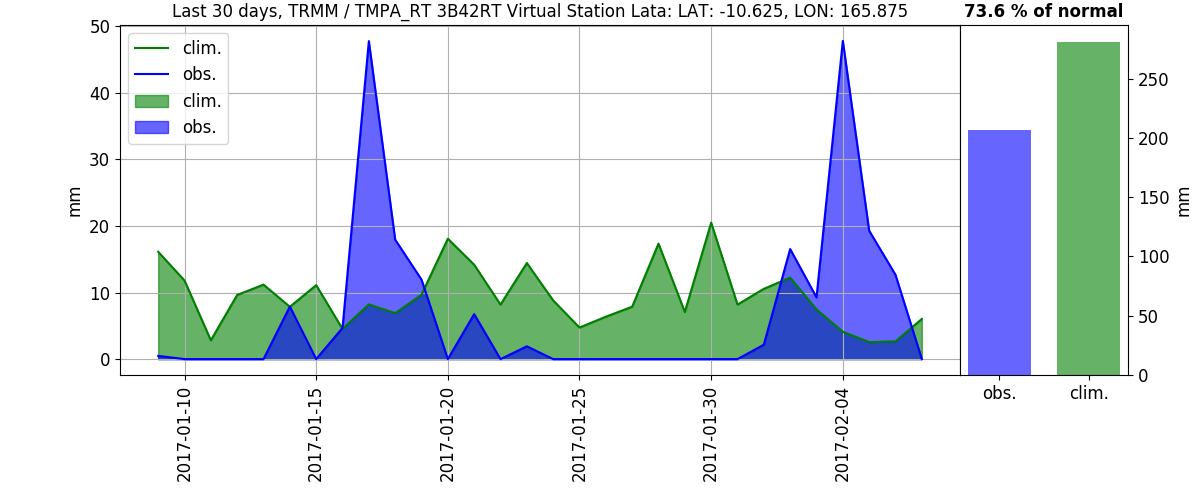 Last 30 days, TRMM / TMPA_RT 3B42RT Virtual Station Lata: LAT: -10.625, LON: 165.875
73.6 % of normal
clim.
obs.
clim.
obs.
mm
50
40
30
20
10
0
2017-01-10
2017-01-15
2017-01-20
2017-01-25
2017-01-30
2017-02-04
obs.
clim.
250
200
150
100
50
0
mm